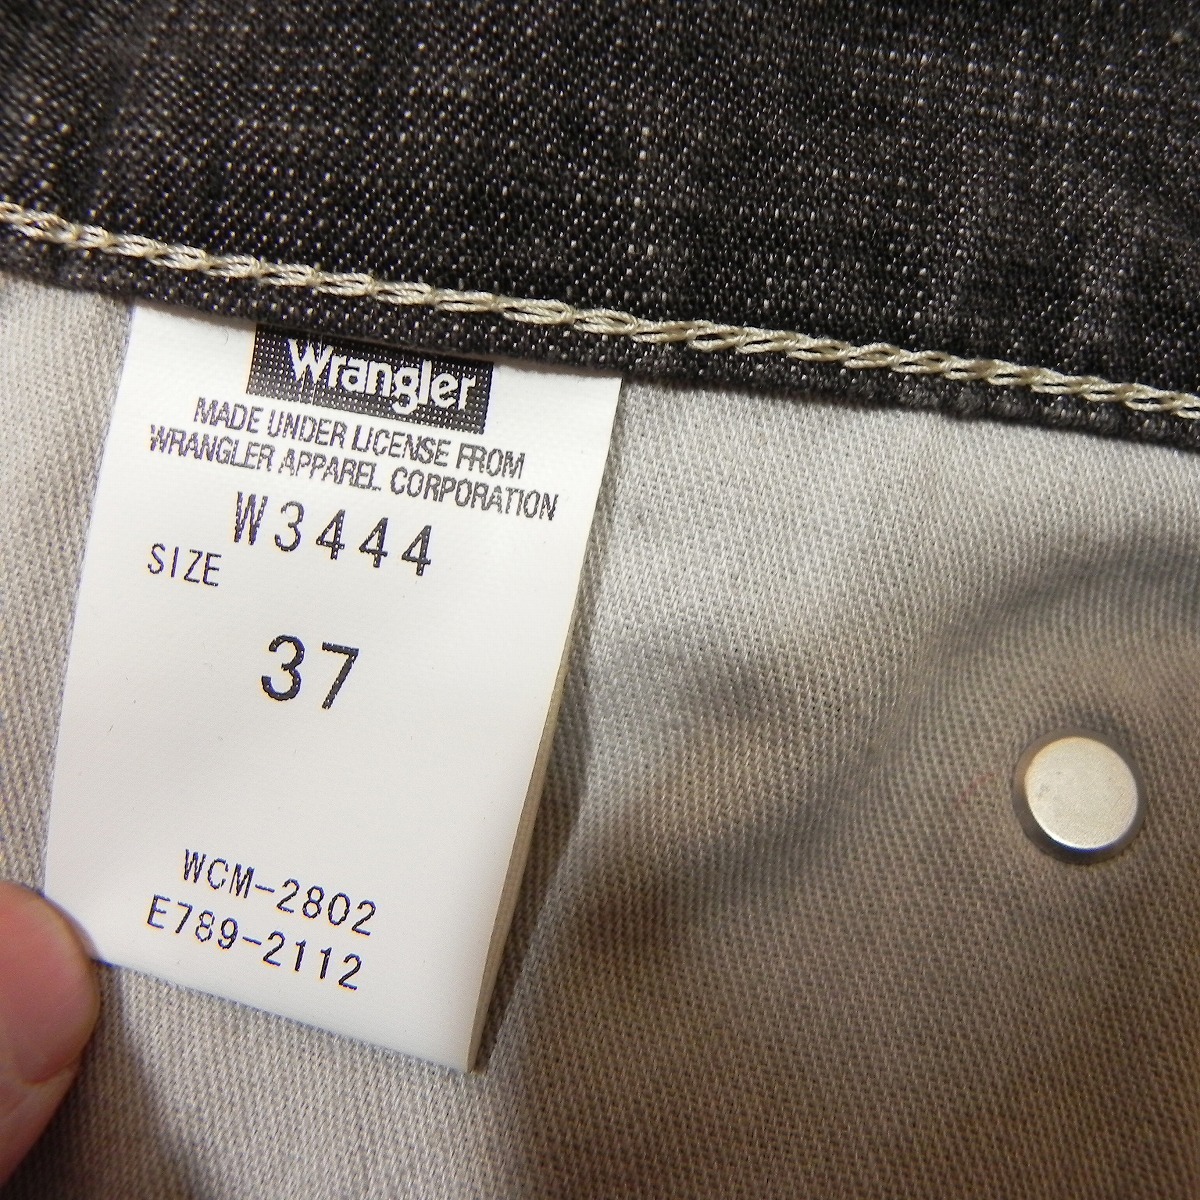 Wrangler
MADE UNDER LICENSE FROM
WRANGLER APPAREL CORPORATION
W3444
SIZE
37
WCM-2802
E789-2112